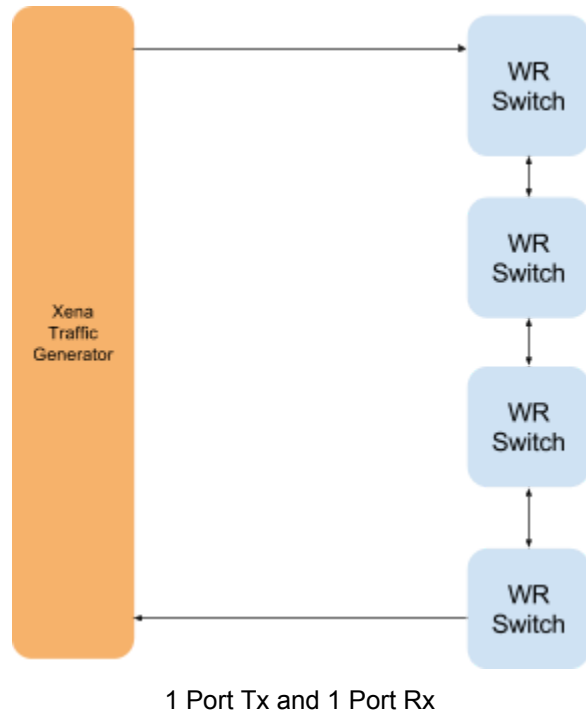 Xena
Traffic
Generator
WR
Switch
WR
Switch
WR
Switch
WR
Switch
1 Port Tx and 1 Port Rx